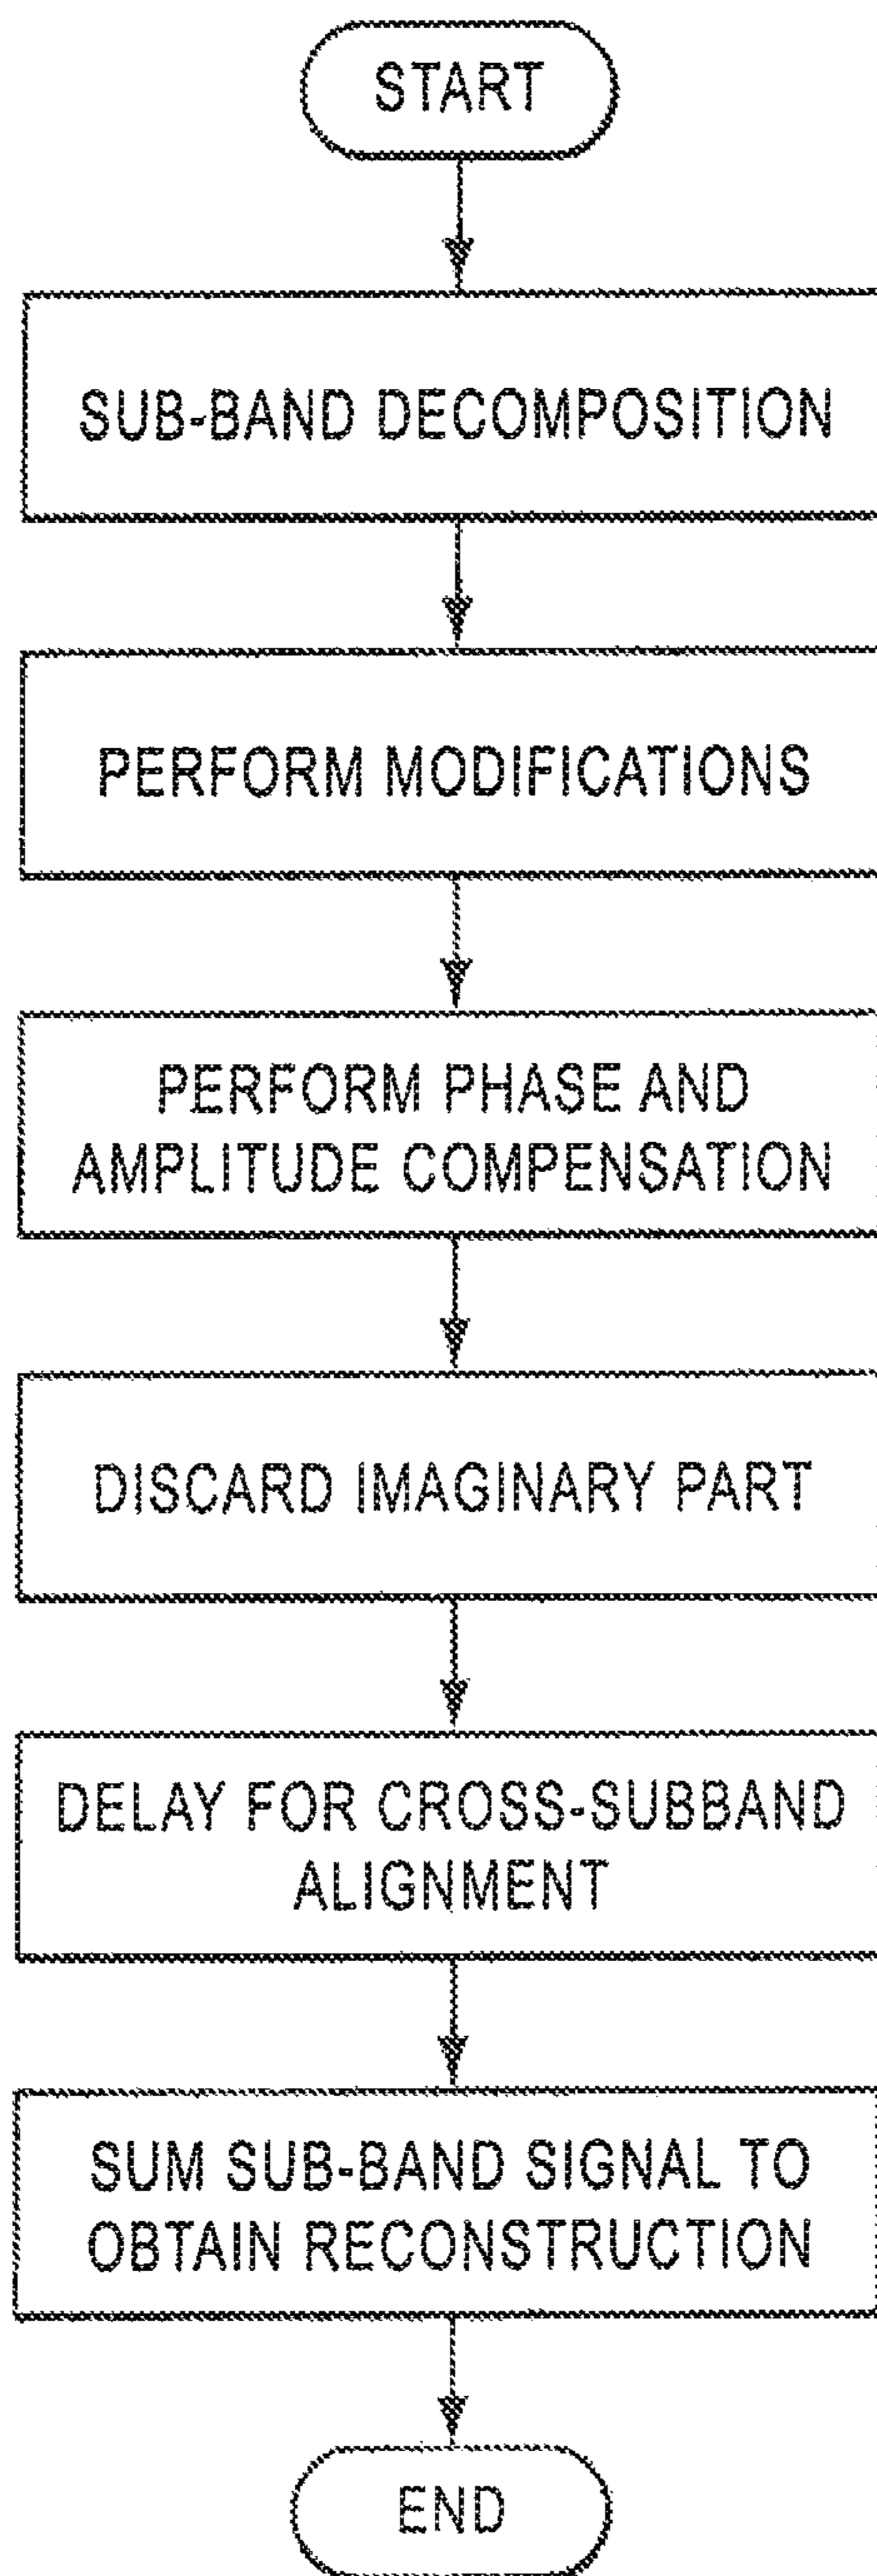 START
SUB-BAND DECOMPOSITION
PERFORM MODIFICATIONS
PERFORM PHASE AND
AMPLITUDE COMPENSATION
DISCARD IMAGINARY PART
DELAY FOR CROSS-SUBBAND
ALIGNMENT
SUM SUB-BAND SIGNAL TO
OBTAIN RECONSTRUCTION
END